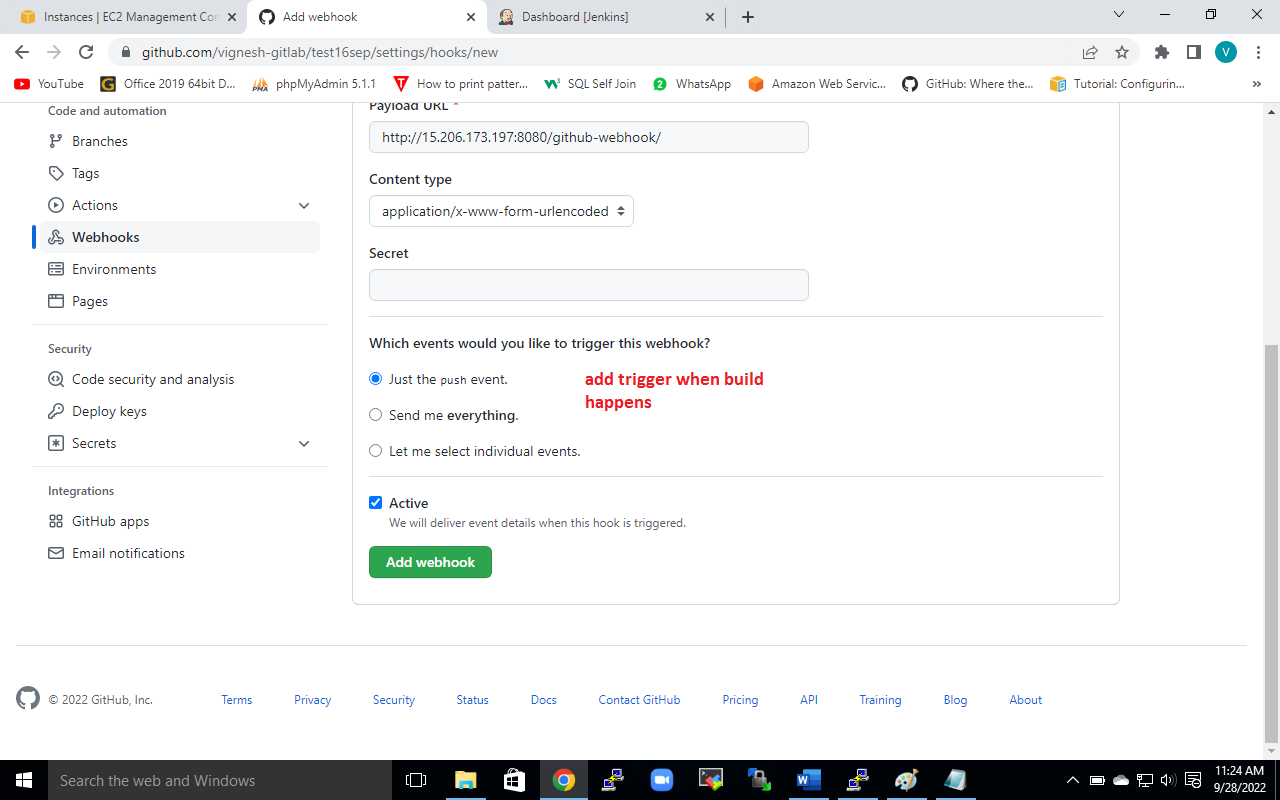 Instances | EC2 Management Con
Add webhook
Dashboard [Jenkins]
github.com/vignesh-gitlab/test16sep/settings/hooks/new
V
YouTube
Office 2019 64bit D...
phpMyAdmin 5.1.1
How to print patter...
SQL Self Join
2
WhatsApp
Amazon Web Servic...
GitHub: Where the...
Tutorial: Configurin...
»
Code and automation
Branches
Tags
Actions
Webhooks
Environments
Pages
Security
Code security and analysis
Deploy keys
Secrets
Integrations
GitHub apps
Email notifications
Payload URL *
http://15.206.173.197:8080/github-webhook/
Content type
application/x-www-form-urlencoded
Secret
Which events would you like to trigger this webhook?
Just the push event.
add trigger when build
happens
Send me everything.
Let me select individual events.
Active
We will deliver event details when this hook is triggered.
Add webhook
© 2022 GitHub, Inc.
Terms
Privacy
Security
Status
Docs
Contact GitHub
Pricing
API
Training
Blog
About
Search the web and Windows
11:24 AM
9/28/2022